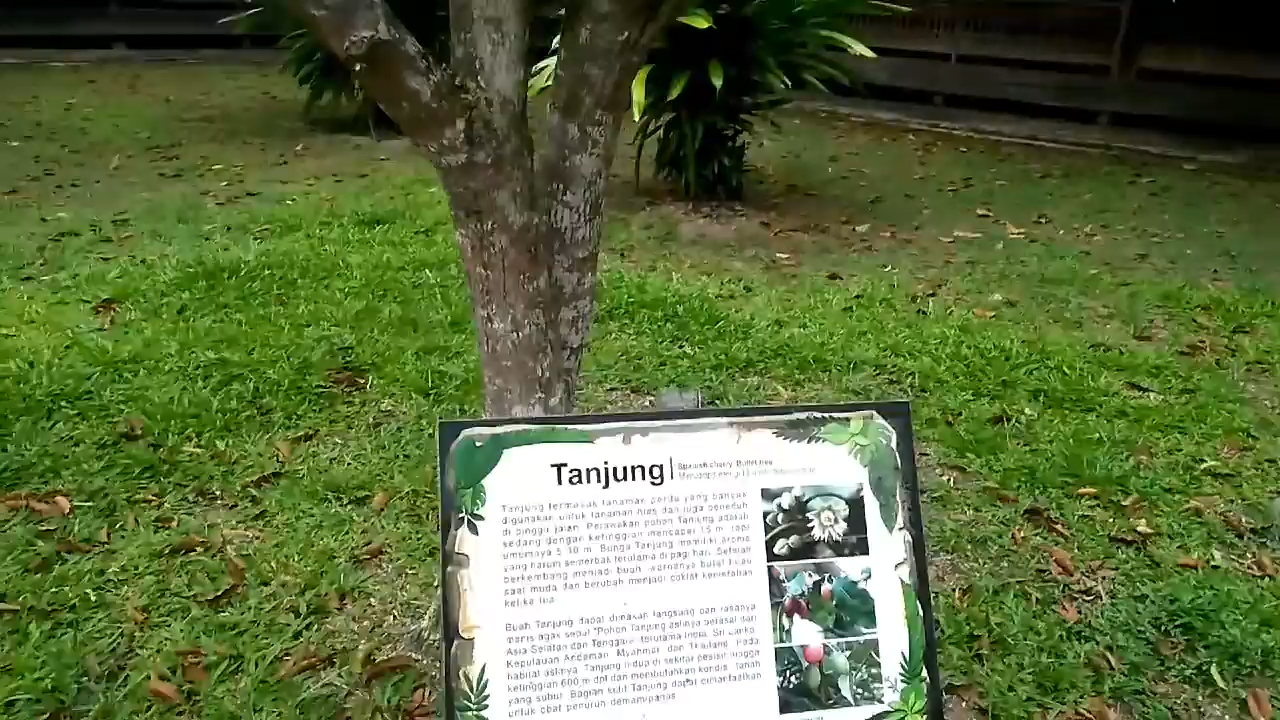 Tanjung
Spanish cherry, Bullet tree
Tanjung termasuk tanaman perdu yang banyak
digunakan untuk tanaman hias dan juga peneduh
di pinggir jalan. Perawakan pohon Tanjung adalah
sedang dengan ketinggian mencapai 15 m, tapi
umumnya 5-10 m. Bunga Tanjung memiliki aroma
yang harum semerbak terutama di pagi hari. Setelah
berkembang menjadi buah warnanya bulat hijau
saat muda dan berubah menjadi coklat kemerahan
ketika tua.
Buah Tanjung dapat dimakan langsung dan rasanya
manis agak sepat "Pohon Tanjung aslinya berasal dari
Asia Selatan dan Tenggara terutama India, Sri Lanka,
Kepulauan Andaman, Myanmar dan Thailand. Pada
habitat aslinya, Tanjung hidup di sekitar pesisir hingga
ketinggian 600 m dpl dan membutuhkan kondisi tanah
yang subur. Bagian kulit Tanjung dapat dimanfaatkan
untuk obat penurun demam/panas